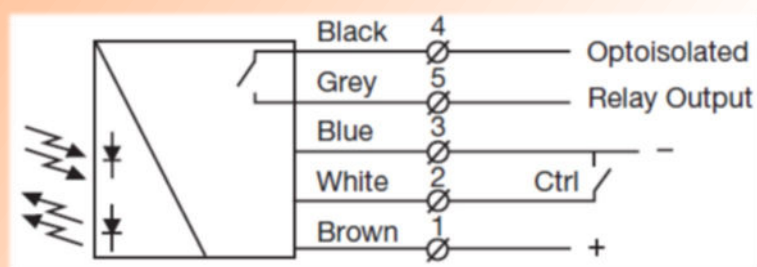 Black 4 Optoisolated
Grey 5 Relay Output
Blue 3 −
White 2 Ctrl
Brown 1 +